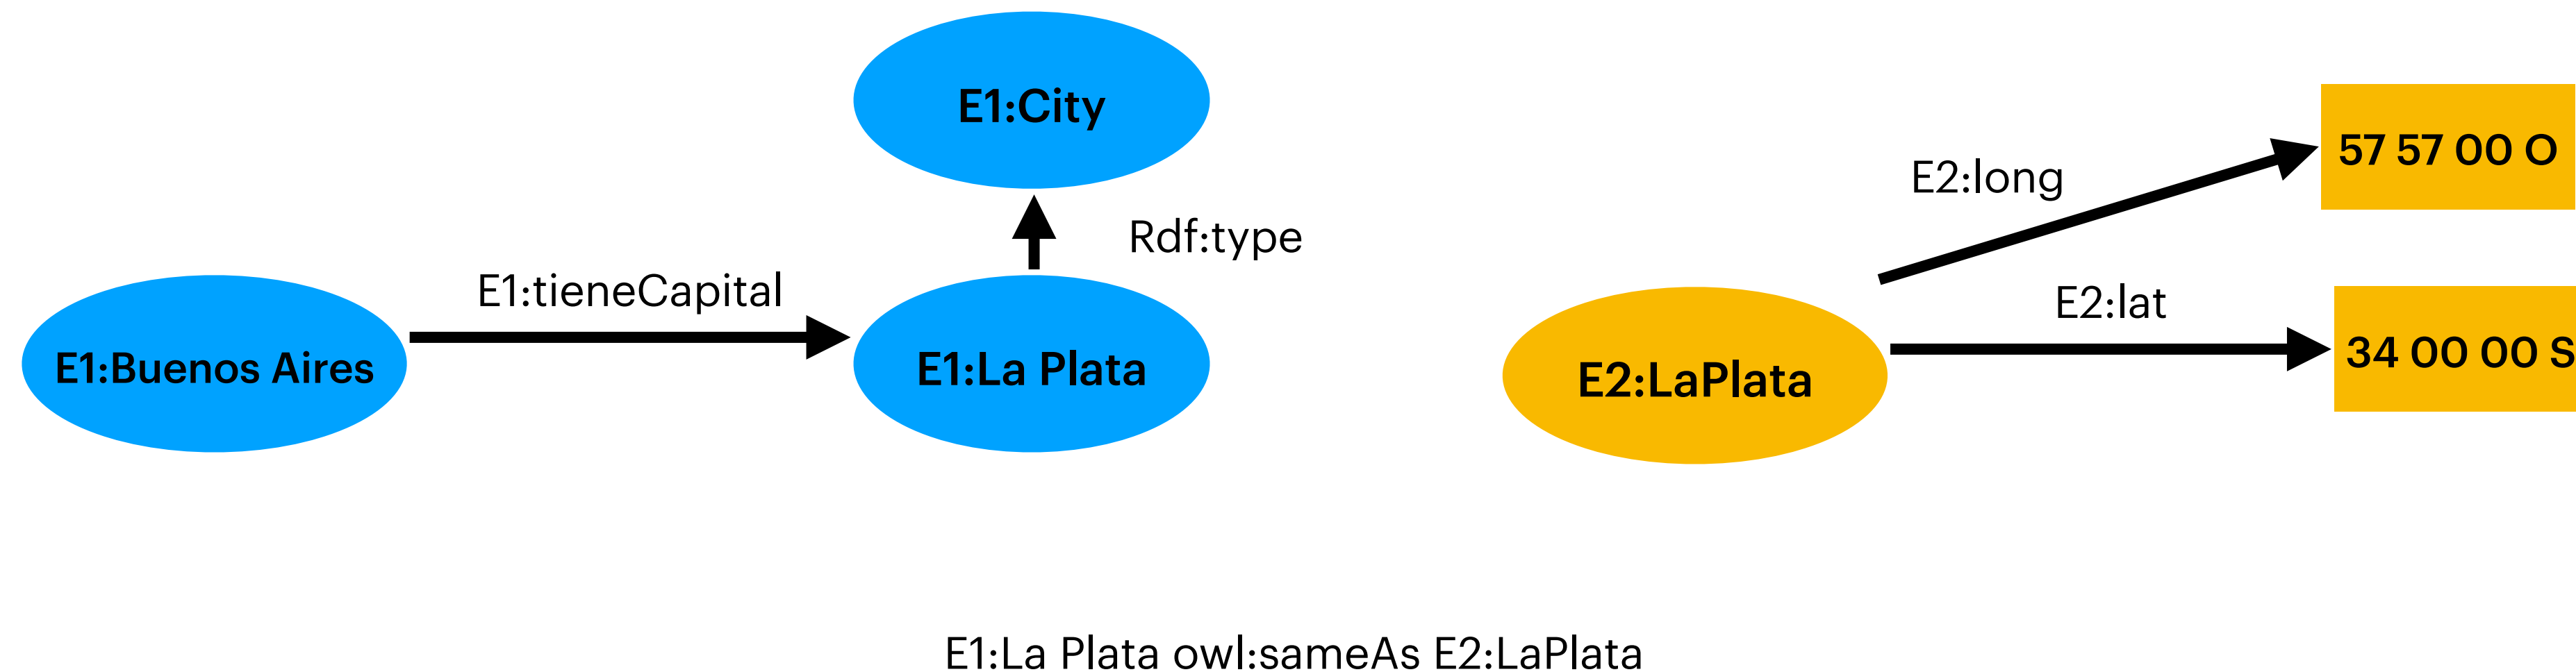 E1:City
57 57 00 O
E2:long
Rdf:type
E1:tieneCapital
E2:lat
E1:Buenos Aires
E1:La Plata
E2:LaPlata
34 00 00 S
E1:La Plata owl:sameAs E2:LaPlata